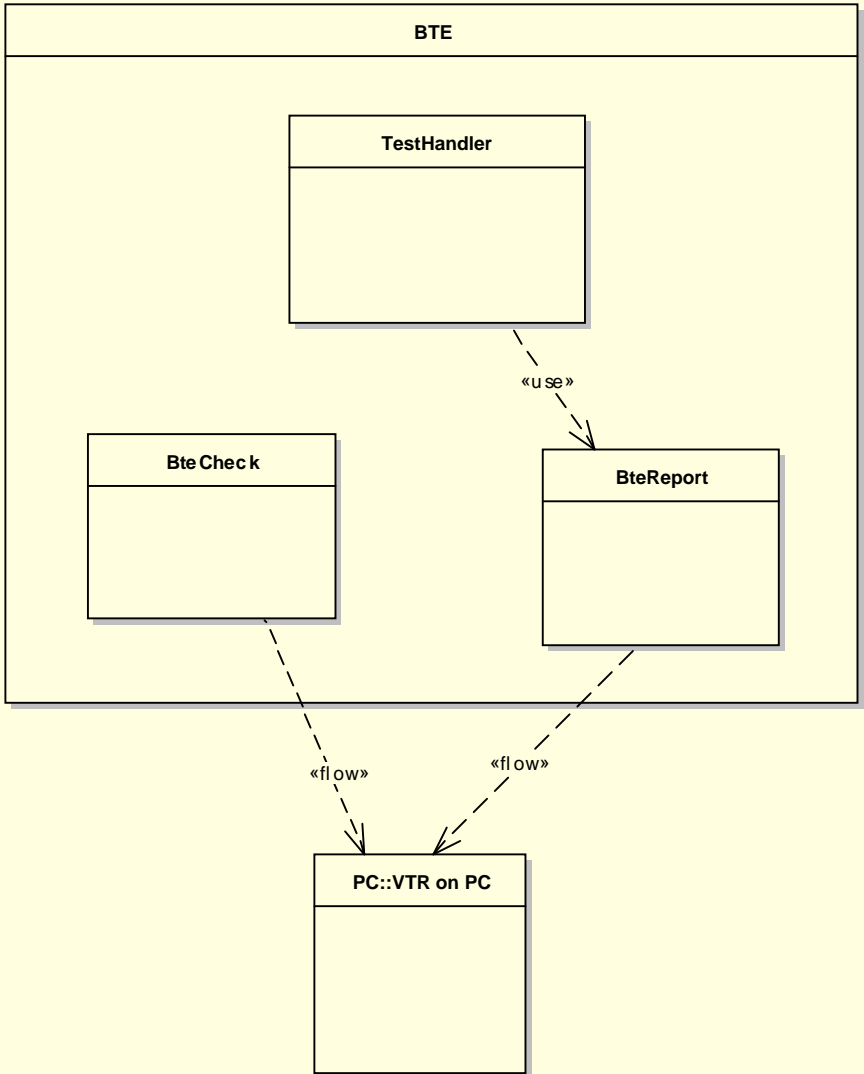 BTE
TestHandler
«use»
BteCheck
BteReport
«flow»
«flow»
PC::VTR on PC